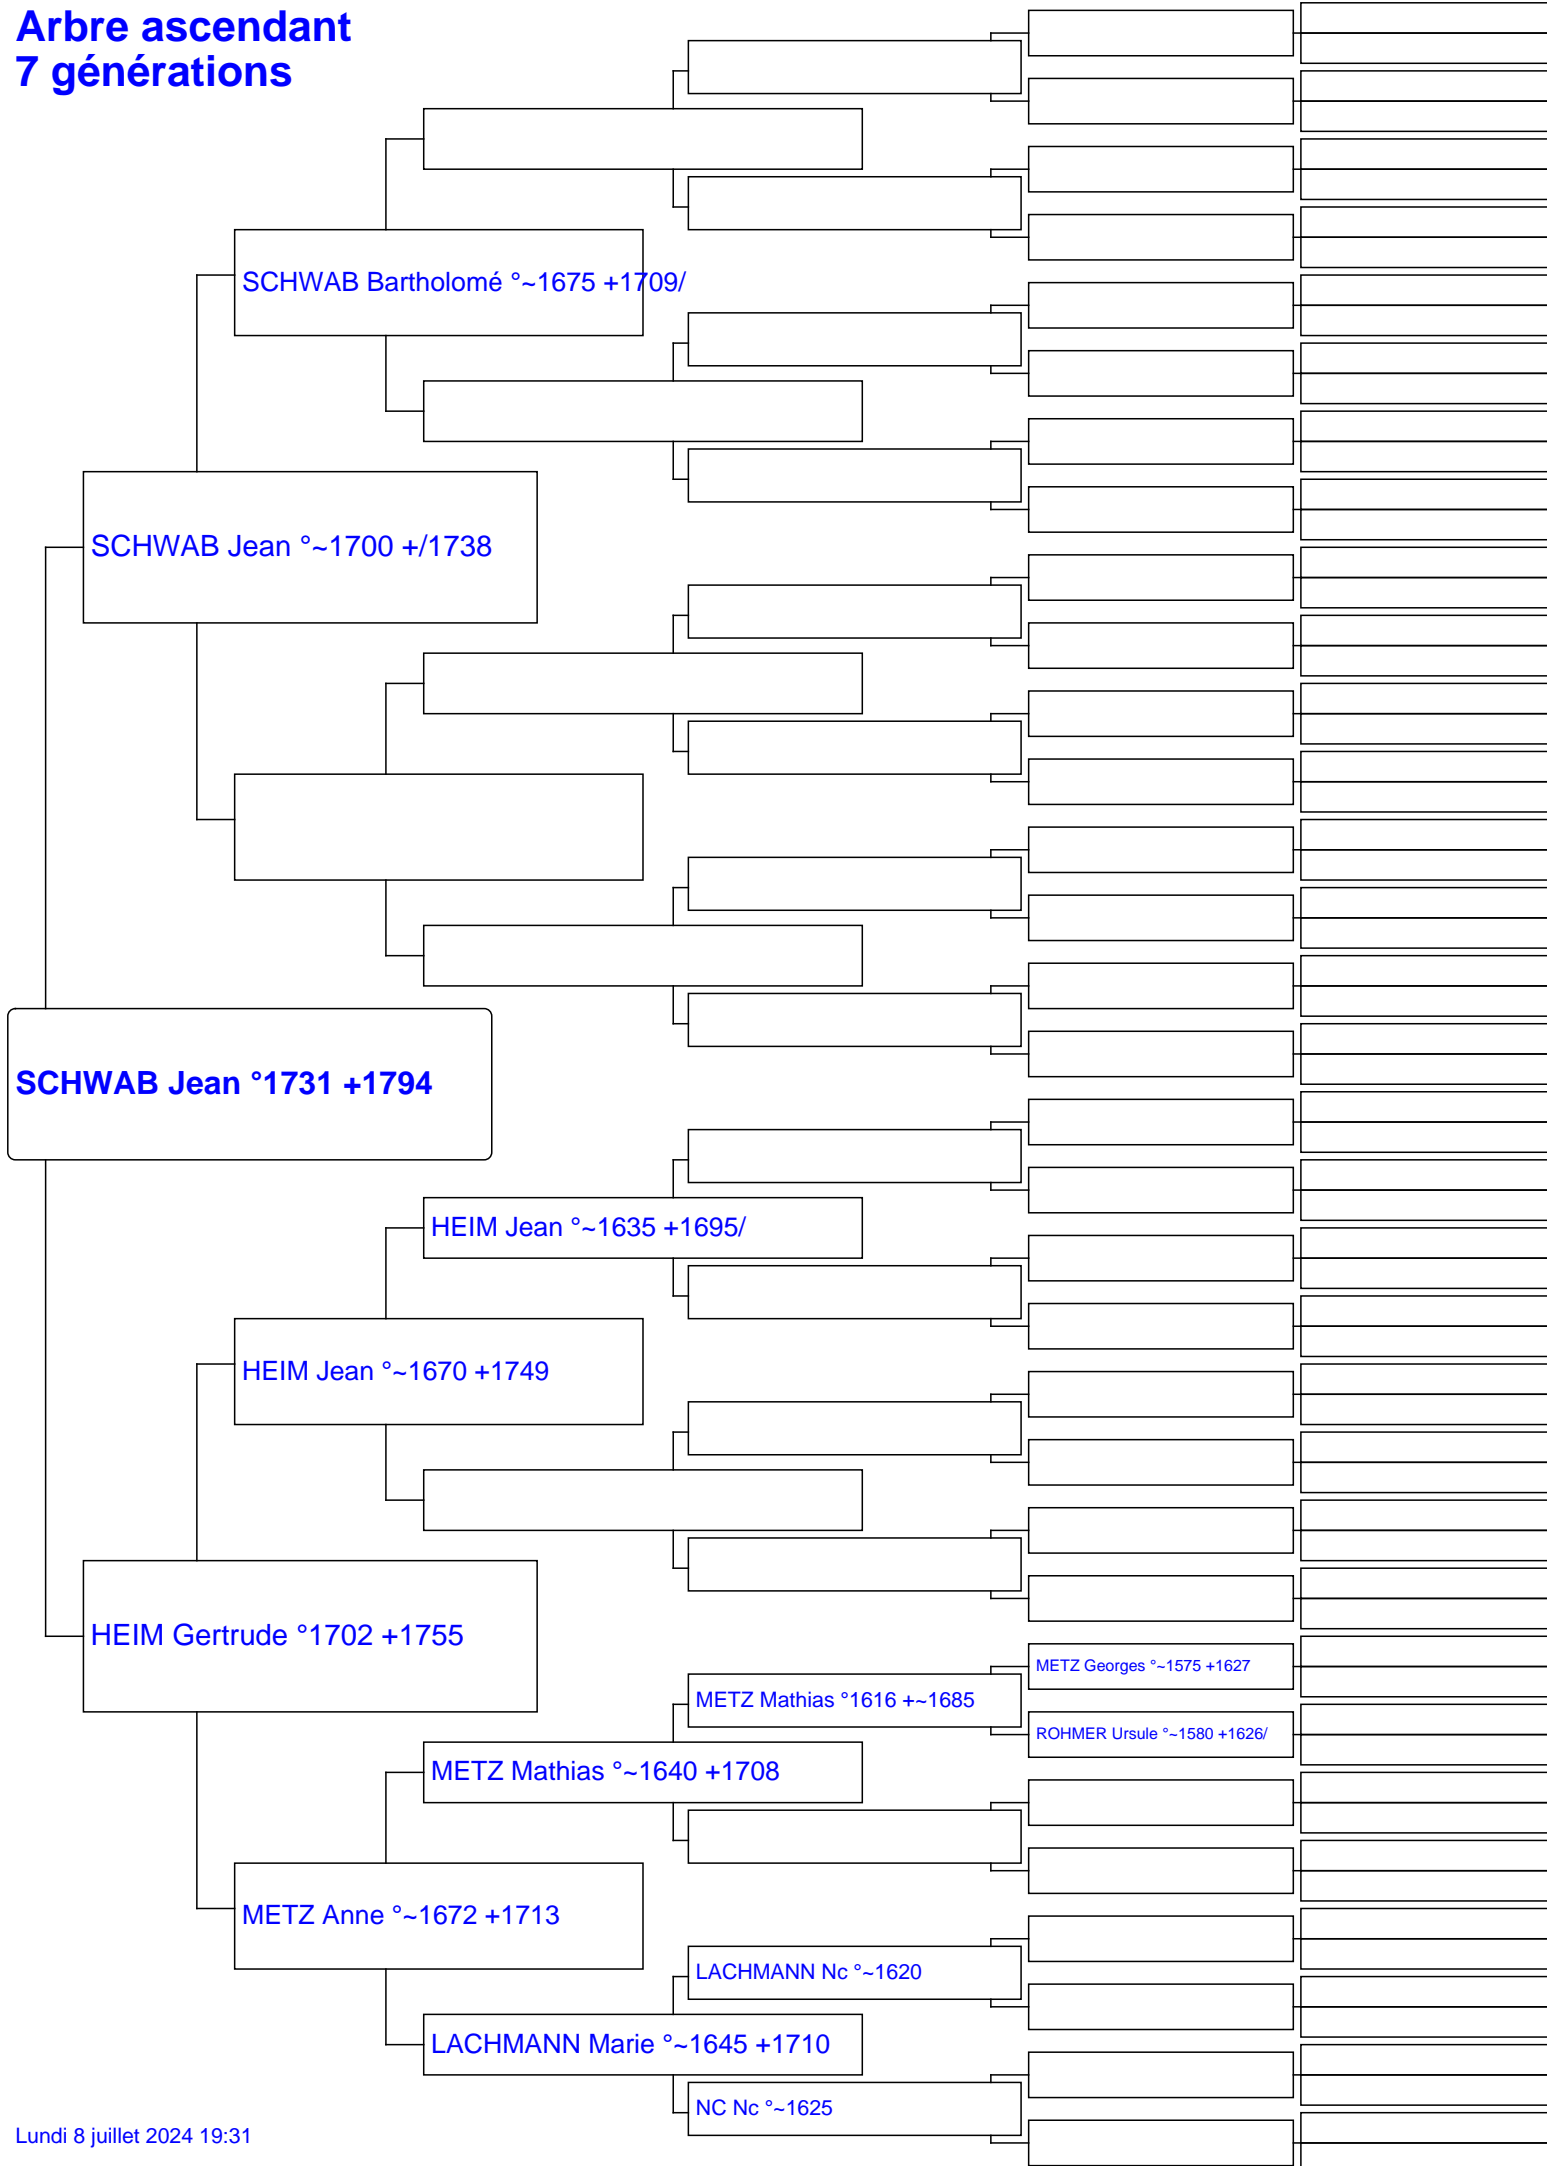 Arbre ascendant
7 générations
SCHWAB Bartholomé °~1675 +1709/
SCHWAB Jean °~1700 +/1738
SCHWAB Jean °1731 +1794
HEIM Jean °~1635 +1695/
HEIM Jean °~1670 +1749
HEIM Gertrude °1702 +1755
METZ Georges °~1575 +1627
METZ Mathias °1616 +~1685
ROHMER Ursule °~1580 +1626/
METZ Mathias °~1640 +1708
METZ Anne °~1672 +1713
LACHMANN Nc °~1620
LACHMANN Marie °~1645 +1710
NC Nc °~1625
Lundi 8 juillet 2024 19:31